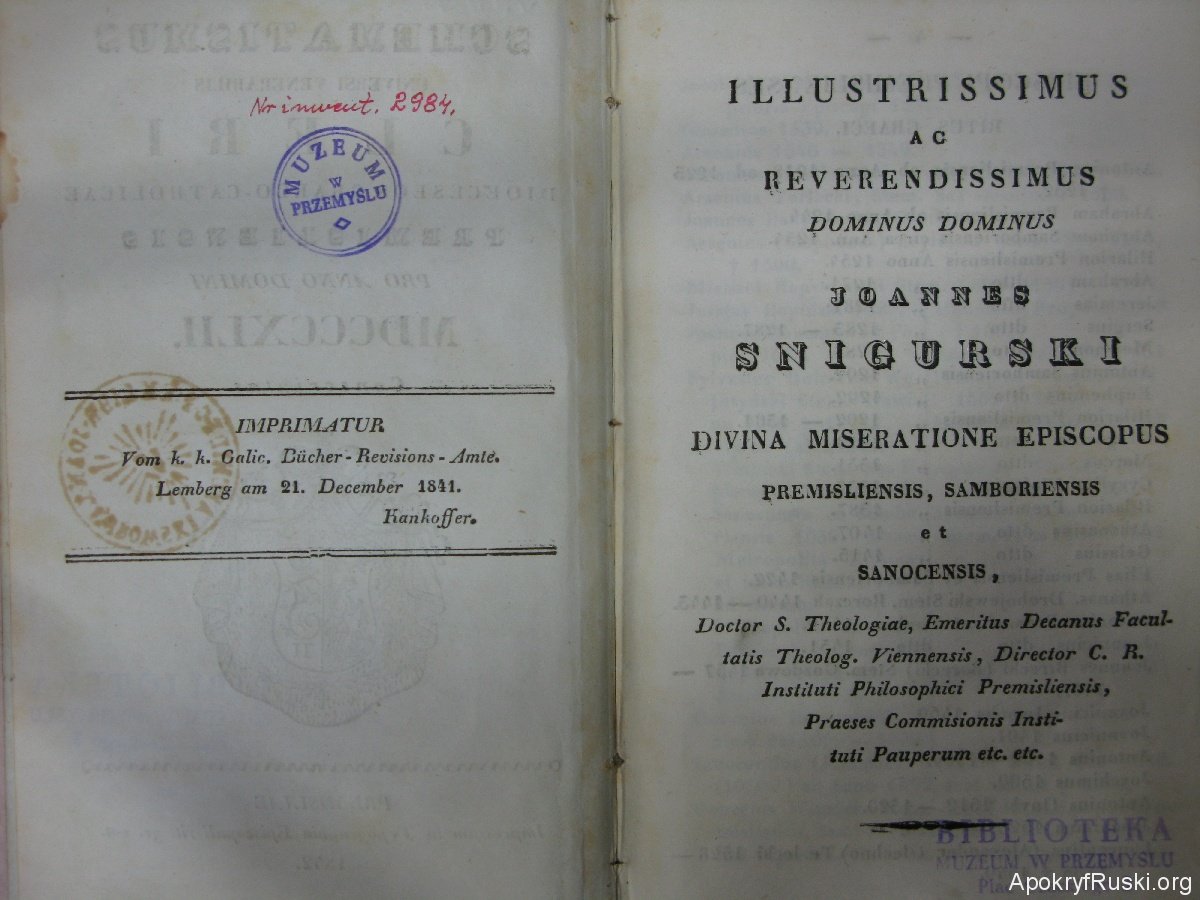 Nr inwent. 2984.
MUZEUM
W
PRZEMYŚLU
IMPRIMATUR
Vom k. k. Galic. Bücher-Revisions-Amte.
Lemberg am 21. December 1841.
Kankoffer.
ILLUSTRISSIMUS
AC
REVERENDISSIMUS
DOMINUS DOMINUS
JOANNES
SNIGURSKI
DIVINA MISERATIONE EPISCOPUS
PREMISLIENSIS, SAMBORIENSIS
et
SANOCENSIS,
Doctor S. Theologiae, Emeritus Decanus Facul-
tatis Theolog. Viennensis, Director C. R.
Instituti Philosophici Premisliensis,
Praeses Commisionis Insti-
tuti Pauperum etc. etc.
BIBLIOTEKA
MUZEUM W PRZEMYŚLU
ApokryfRuski.org